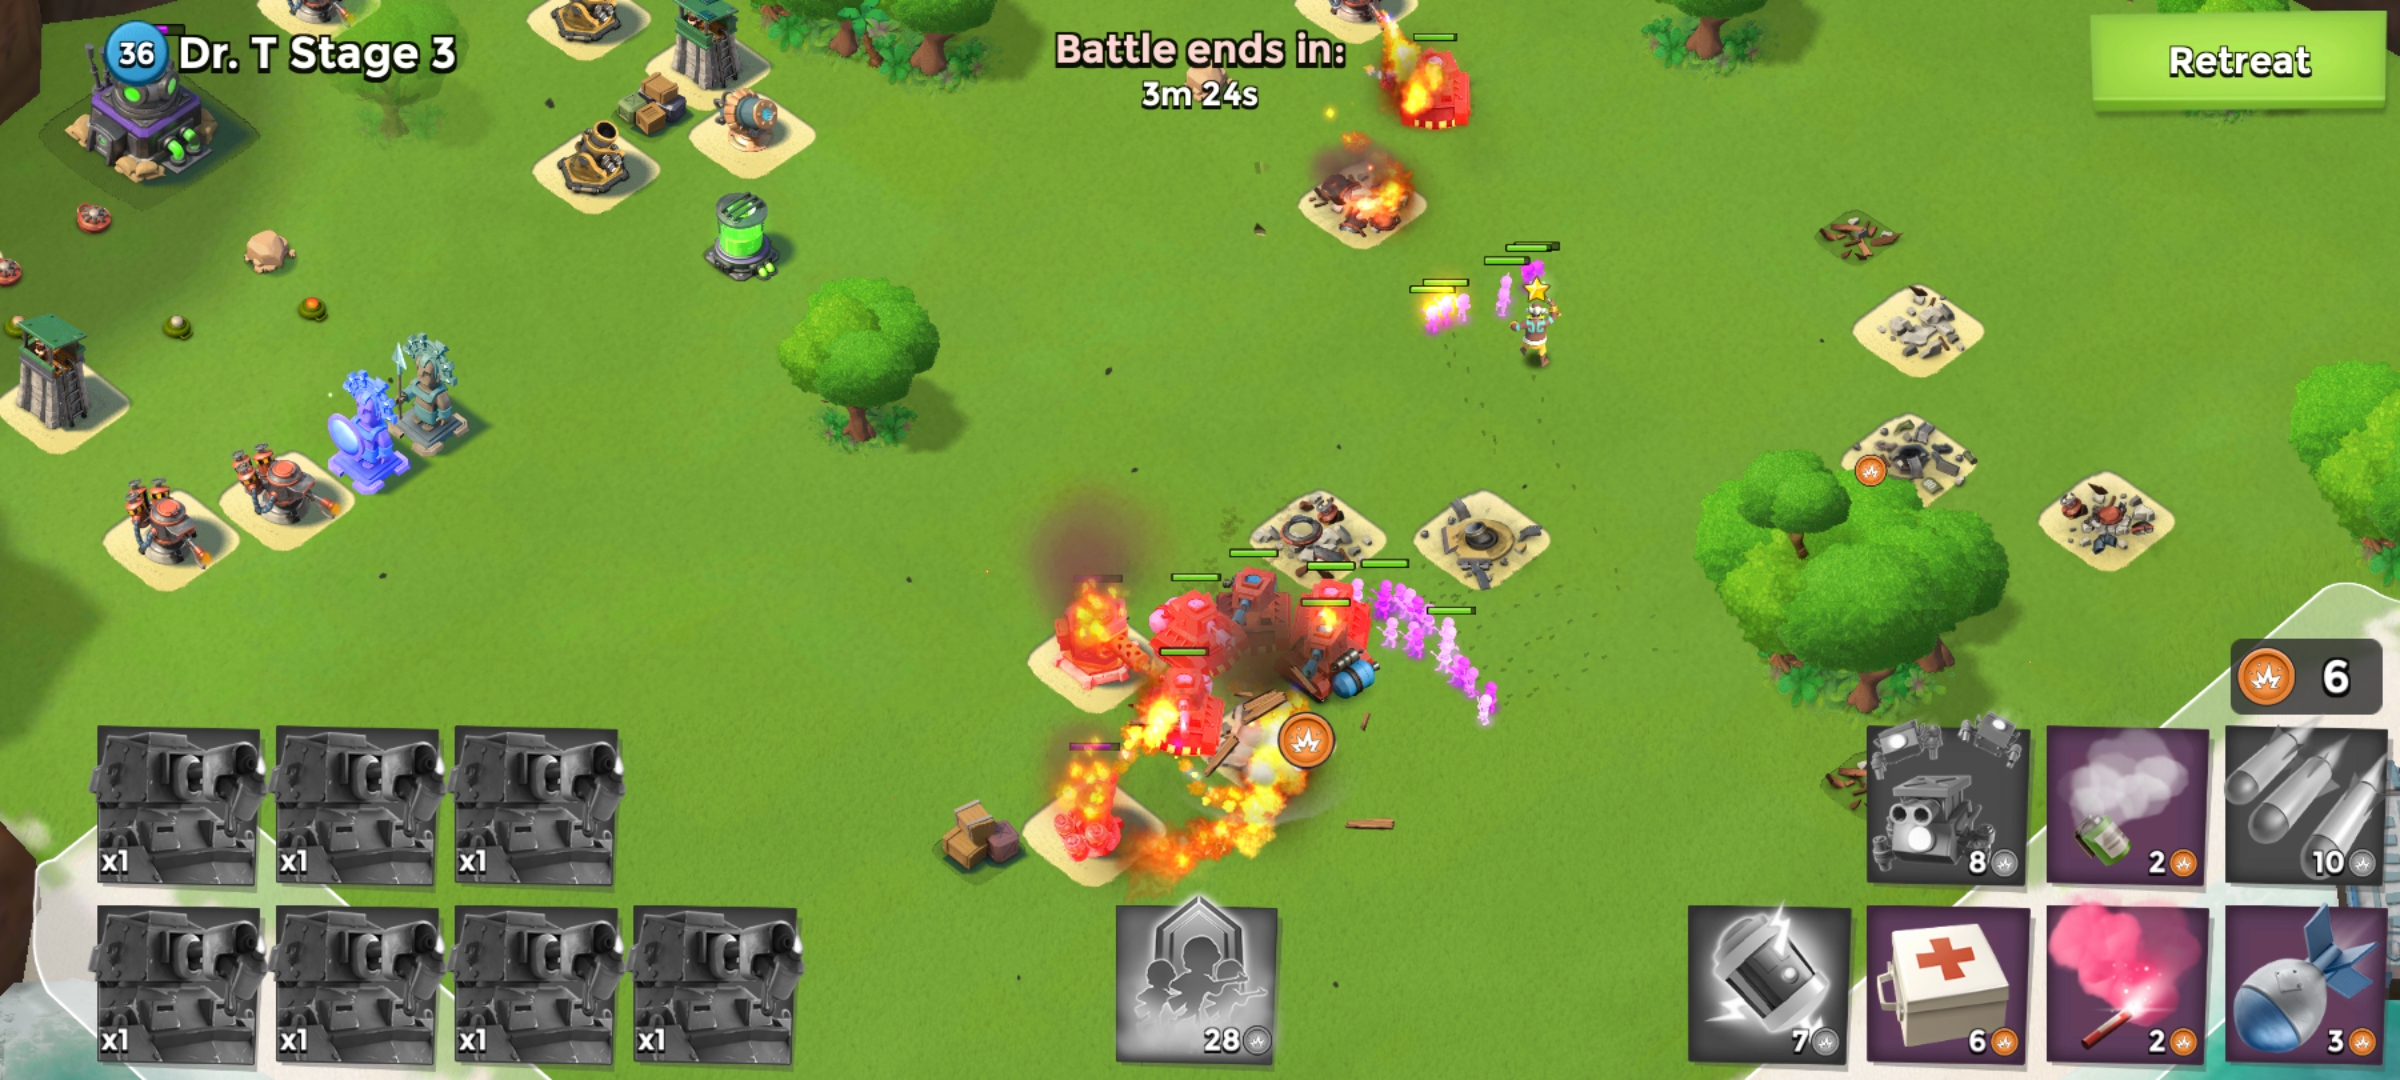 36 Dr. T Stage 3
Battle ends in:
3m 24s
Retreat
6
x1 x1 x1
8 2 10
x1 x1 x1 x1
28
7 6 2 3